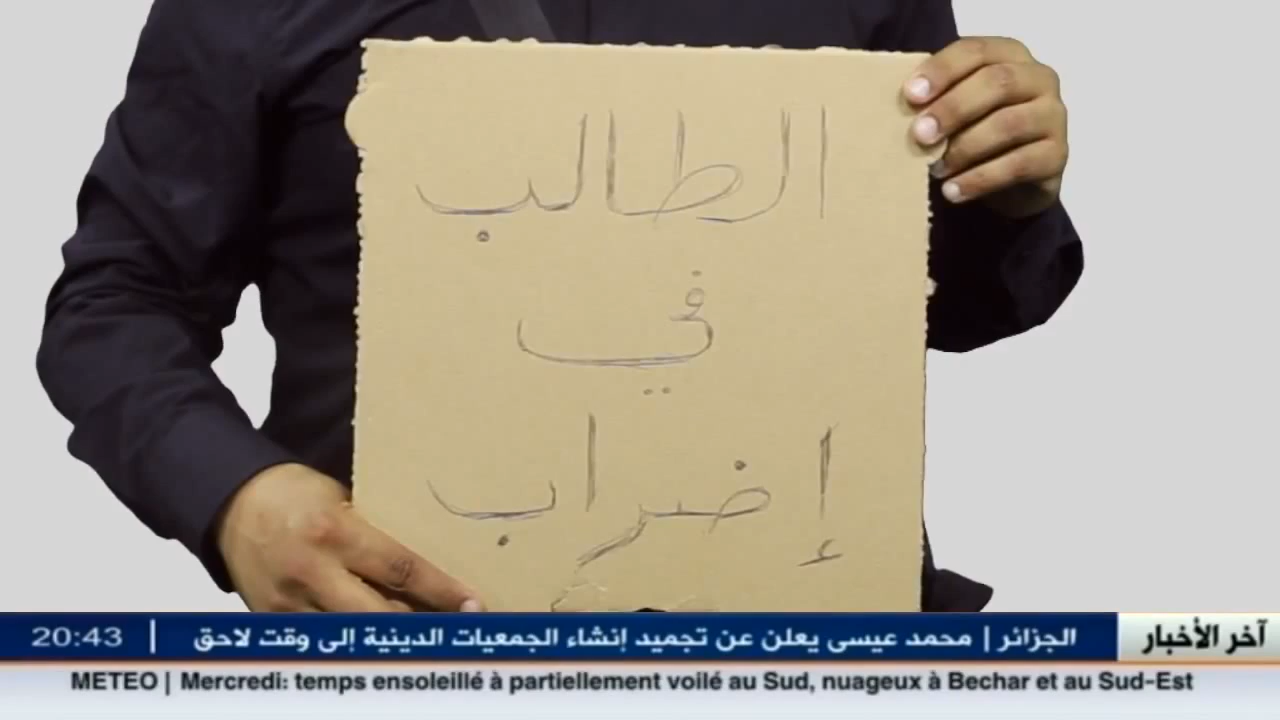 الطالب
في
إضراب
آخر الأخبار
الجزائر | محمد عيسى يعلن عن تجميد إنشاء الجمعيات الدينية إلى وقت لاحق | 20:43
METEO | Mercredi: temps ensoleillé à partiellement voilé au Sud, nuageux à Bechar et au Sud-Est